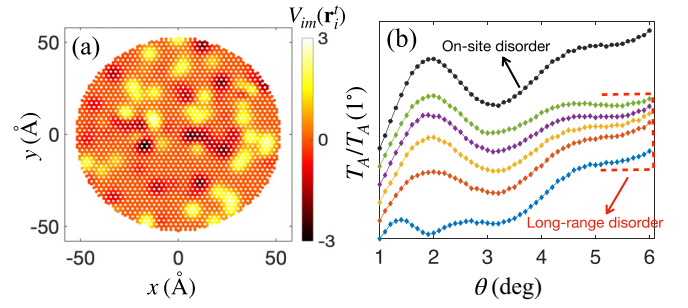 (a)
V_im(r_i^t)
50
0
-50
y (Å)
-50
0
50
x (Å)
3
0
-3
(b)
On-site disorder
Long-range disorder
T_A/T_A (1°)
1
2
3
4
5
6
θ (deg)